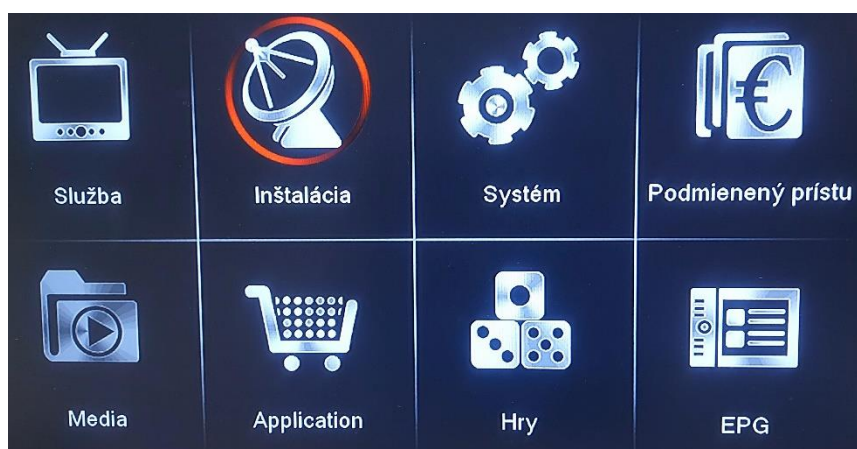 Služba
Inštalácia
Systém
Podmienený prístu
Media
Application
Hry
EPG